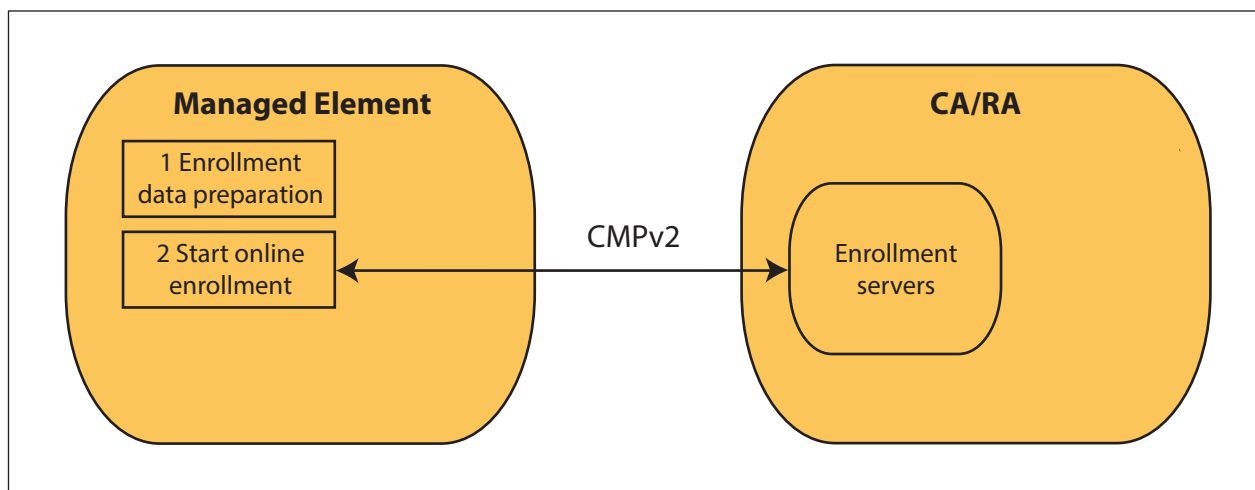 Managed Element
1 Enrollment
data preparation
2 Start online
enrollment
CMPv2
CA/RA
Enrollment
servers